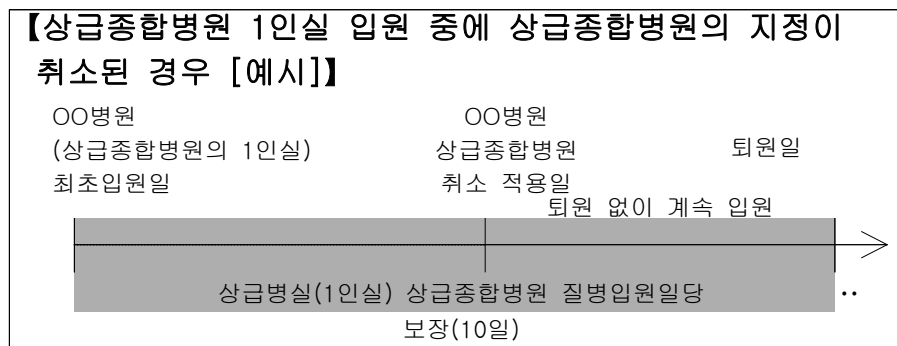 【상급종합병원 1인실 입원 중에 상급종합병원의 지정이
취소된 경우 [예시]】
OO병원
(상급종합병원의 1인실)
최초입원일
OO병원
상급종합병원
취소 적용일
퇴원일
퇴원 없이 계속 입원
상급병실(1인실) 상급종합병원 질병입원일당
‥
보장(10일)